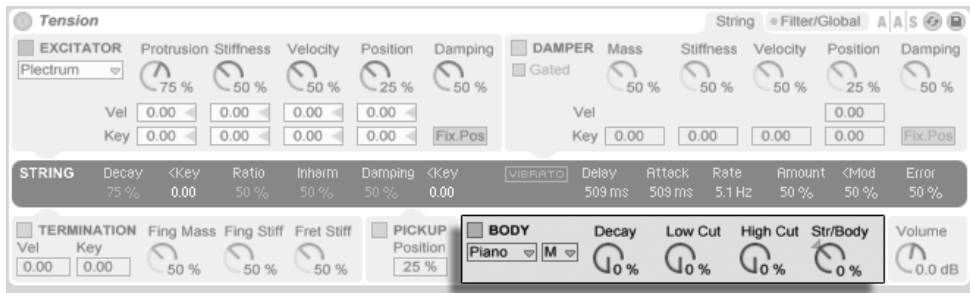 Tension String Filter/Global A A S
EXCITATOR Protrusion Stiffness Velocity Position Damping
Plectrum 75 % 50 % 50 % 25 % 50 %
Vel 0.00 0.00 0.00 0.00
Key 0.00 0.00 0.00 0.00 Fix.Pos
DAMPER Mass Stiffness Velocity Position Damping
Gated 50 % 50 % 50 % 25 % 50 %
Vel 0.00
Key 0.00 0.00 0.00 0.00 Fix.Pos
STRING Decay <Key Ratio Inharm Damping <Key VIBRATO Delay Attack Rate Amount <Mod Error
75 % 0.00 50 % 50 % 50 % 0.00 509 ms 509 ms 5.1 Hz 50 % 50 % 50 %
TERMINATION Fing Mass Fing Stiff Fret Stiff
Vel Key
0.00 0.00 50 % 50 % 50 %
PICKUP
Position
25 %
BODY Decay Low Cut High Cut Str/Body
Piano M 0 % 0 % 0 % 0 %
Volume
0.0 dB